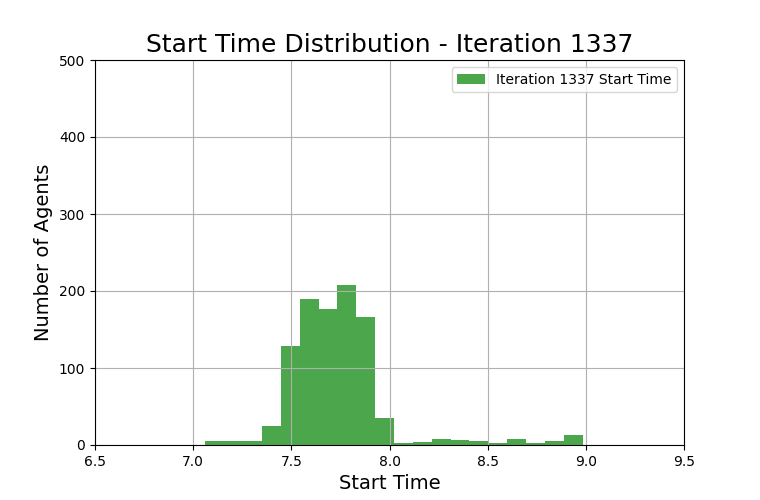 Start Time Distribution - Iteration 1337
Iteration 1337 Start Time
500
400
300
200
100
0
Number of Agents
6.5 7.0 7.5 8.0 8.5 9.0 9.5
Start Time